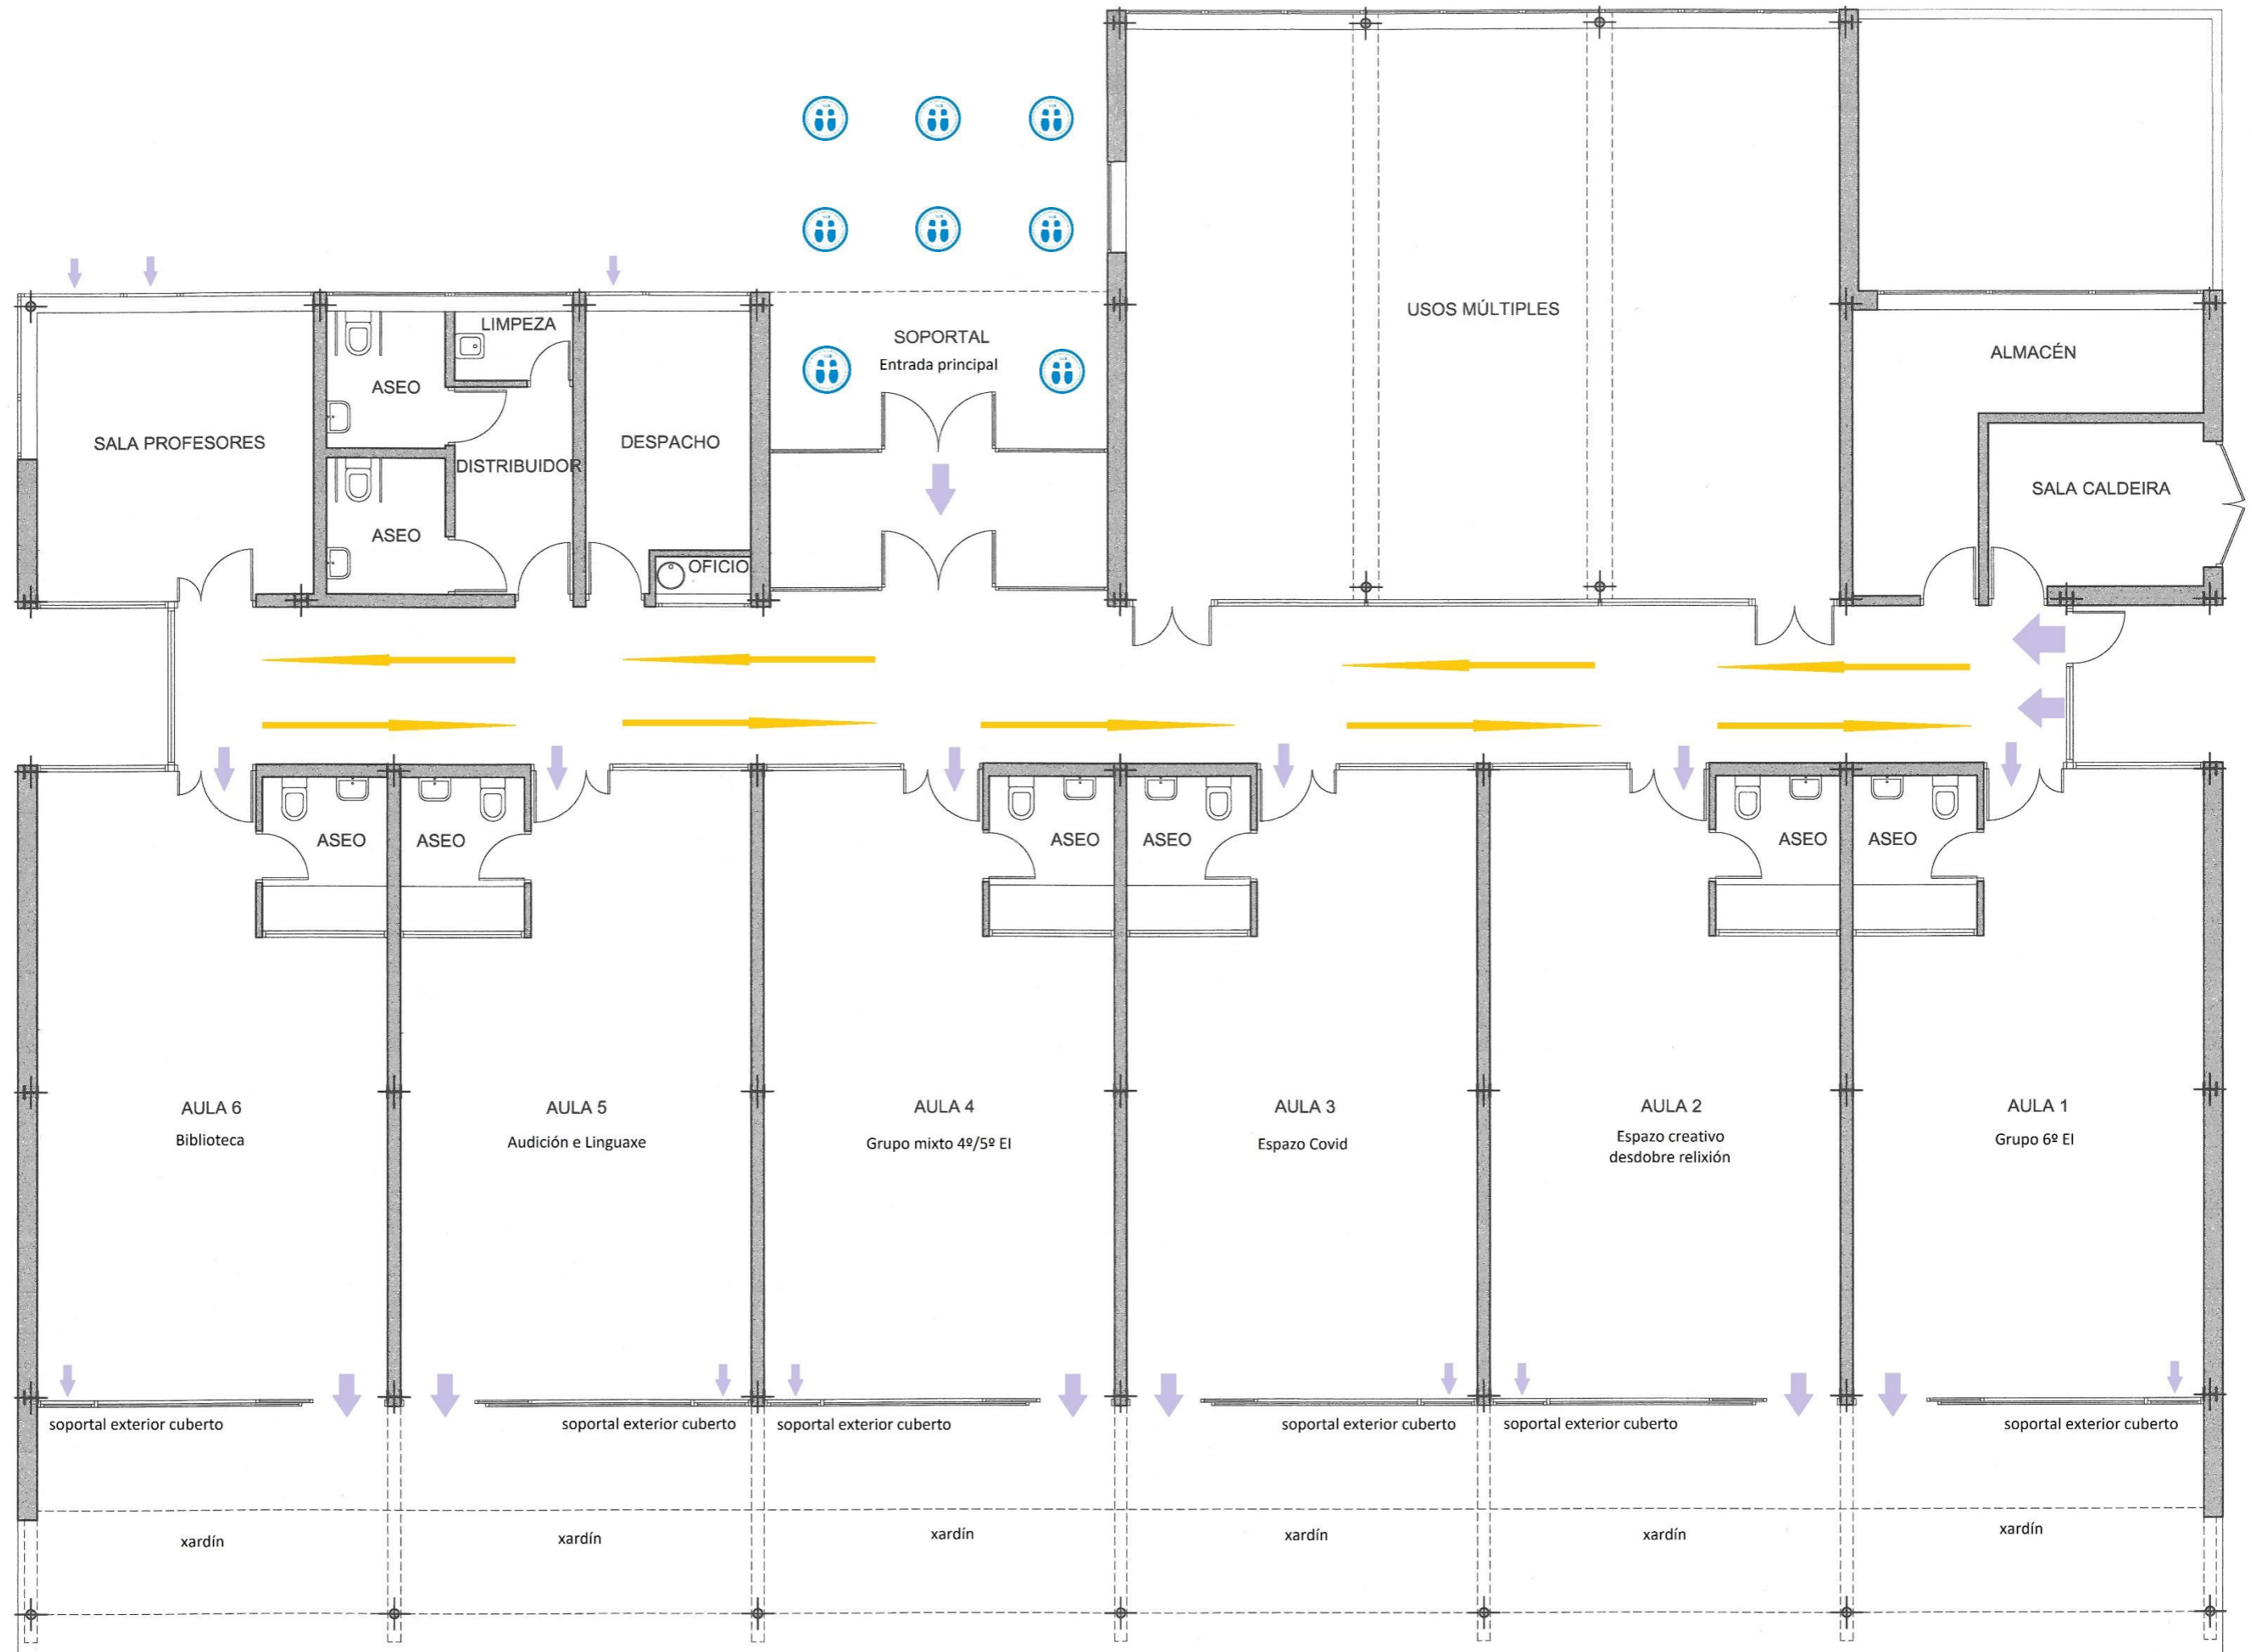 USOS MÚLTIPLES
LIMPEZA
SOPORTAL
Entrada principal
ALMACÉN
ASEO
SALA PROFESORES
DESPACHO
DISTRIBUIDOR
SALA CALDEIRA
ASEO
OFICIO
ASEO
ASEO
ASEO
ASEO
ASEO
ASEO
AULA 6
Biblioteca
AULA 5
Audición e Linguaxe
AULA 4
Grupo mixto 4º/5º EI
AULA 3
Espazo Covid
AULA 2
Espazo creativo
desdobre relixión
AULA 1
Grupo 6º EI
soportal exterior cuberto
soportal exterior cuberto
soportal exterior cuberto
soportal exterior cuberto
soportal exterior cuberto
soportal exterior cuberto
xardín
xardín
xardín
xardín
xardín
xardín